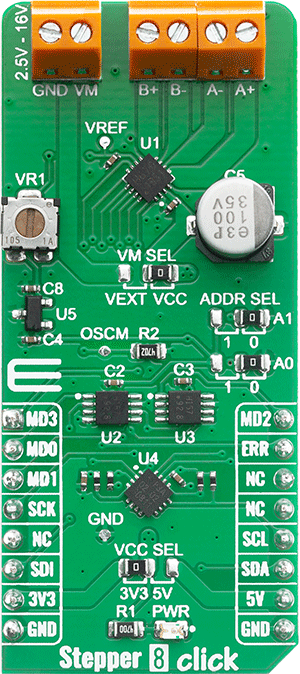 2.5V - 16V
GND VM
B+ B- A- A+
VREF
U1
VR1
105 1A
C5
e3P
100
35V
VM SEL
VEXT VCC
C8
U5
C4
ADDR SEL
A1
1 0
OSCM R2
4702
A0
1 0
C2
C3
U2
U3
MD3
MD0
MD1
SCK
NC
SDI
3V3
GND
U4
GND
MD2
ERR
NC
NC
SCL
SDA
5V
GND
VCC SEL
3V3 5V
R1 PWR
Stepper 8 click